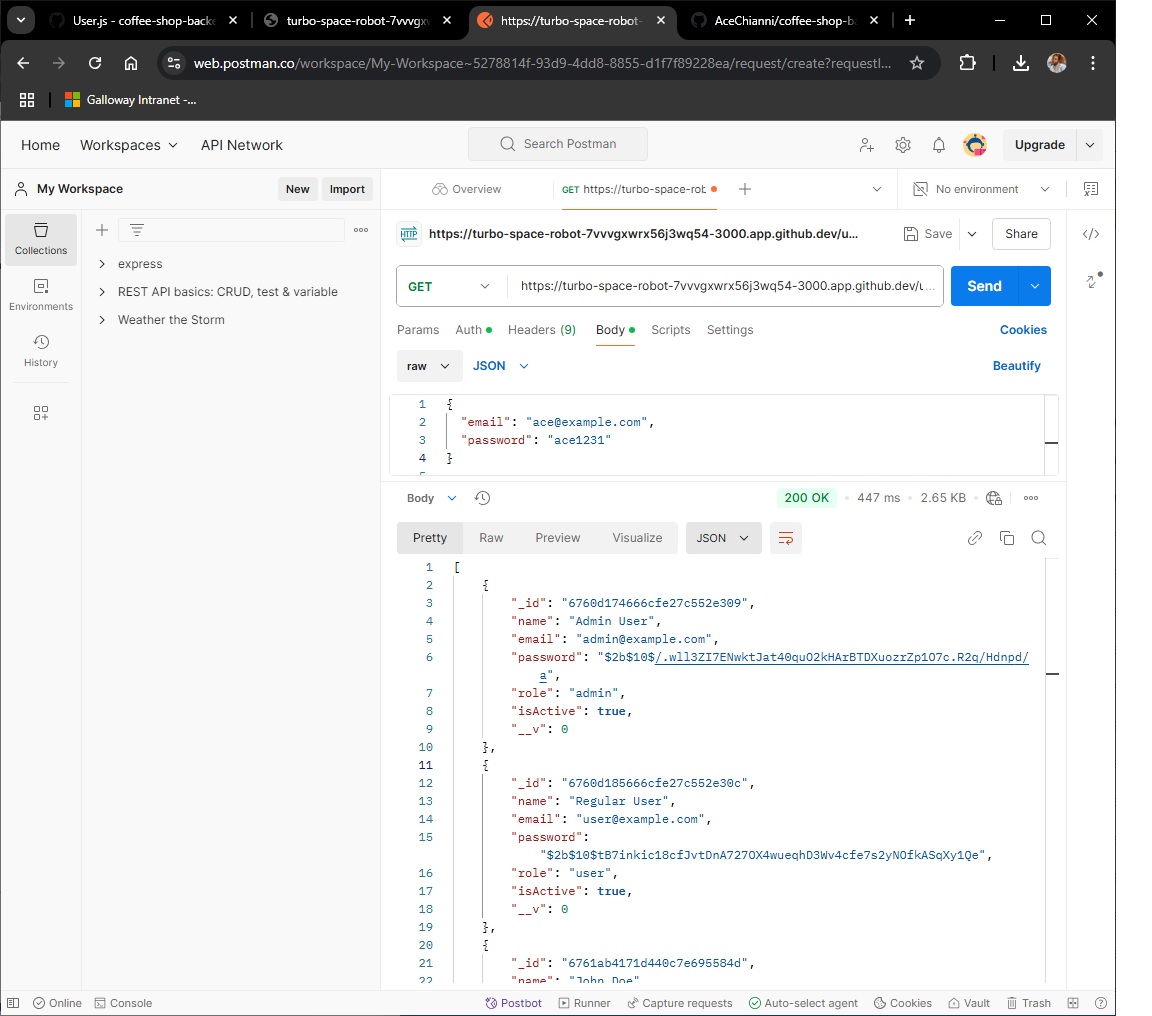 User.js - coffee-shop-backe
turbo-space-robot-7vvvgxw
https://turbo-space-robot-
AceChianni/coffee-shop-ba
web.postman.co/workspace/My-Workspace~5278814f-93d9-4dd8-8855-d1f7f89228ea/request/create?requestI...
Galloway Intranet -...
Home
Workspaces
API Network
Search Postman
Upgrade
My Workspace
New
Import
Overview
GET https://turbo-space-rob
No environment
Collections
Environments
History
express
REST API basics: CRUD, test & variable
Weather the Storm
HTTP
https://turbo-space-robot-7vvvgxwrx56j3wq54-3000.app.github.dev/u...
Save
Share
GET
https://turbo-space-robot-7vvvgxwrx56j3wq54-3000.app.github.dev/u...
Send
Params
Auth
Headers (9)
Body
Scripts
Settings
Cookies
raw
JSON
Beautify
1 {
2 "email": "ace@example.com",
3 "password": "ace1231"
4 }
5
Body
200 OK
447 ms
2.65 KB
Pretty
Raw
Preview
Visualize
JSON
1 [
2 {
3 "_id": "6760d174666cfe27c552e309",
4 "name": "Admin User",
5 "email": "admin@example.com",
6 "password": "$2b$10$/.wll3ZI7ENwktJat40quO2kHArBTDXuozrZp1O7c.R2q/Hdnpd/
a",
7 "role": "admin",
8 "isActive": true,
9 "__v": 0
10 },
11 {
12 "_id": "6760d185666cfe27c552e30c",
13 "name": "Regular User",
14 "email": "user@example.com",
15 "password":
"$2b$10$tB7inkic18cfJvtDnA727OX4wueqhD3Wv4cfe7s2yNOfkASqXy1Qe",
16 "role": "user",
17 "isActive": true,
18 "__v": 0
19 },
20 {
21 "_id": "6761ab4171d440c7e695584d",
22 "name": "John Doe"
Online
Console
Postbot
Runner
Capture requests
Auto-select agent
Cookies
Vault
Trash